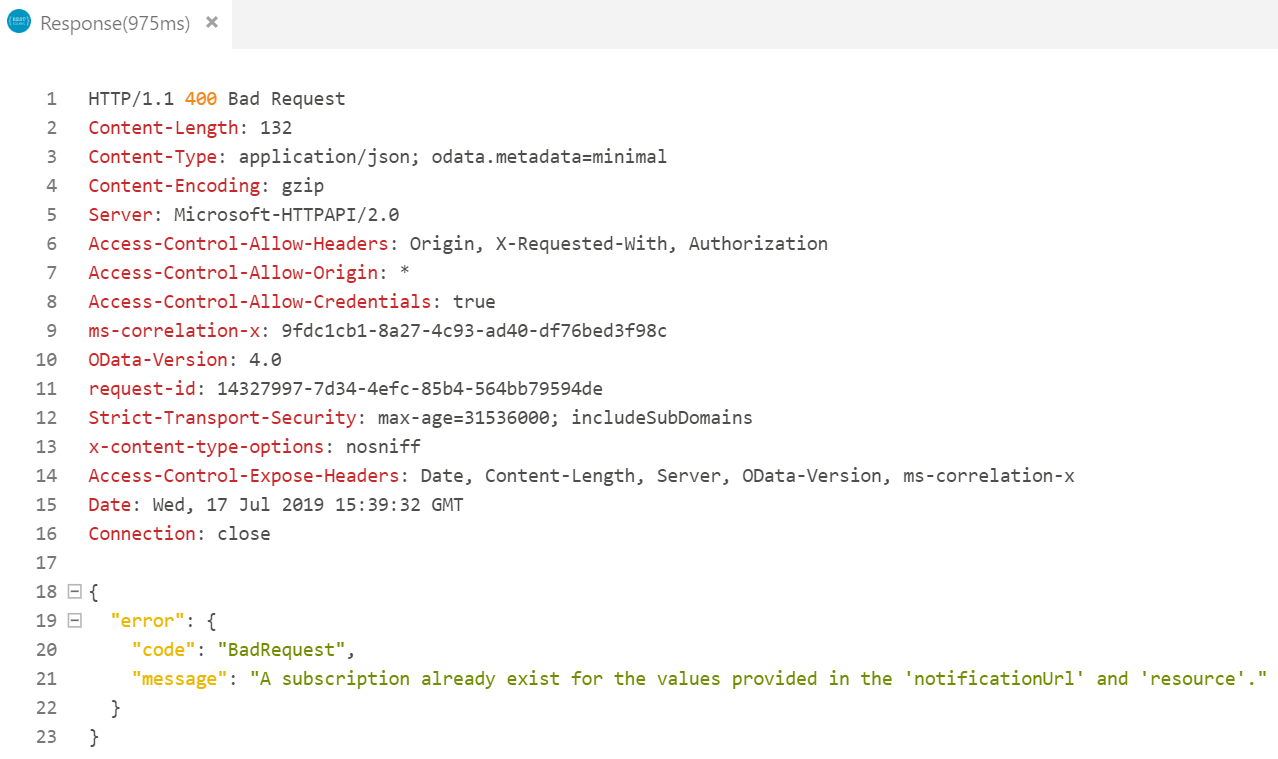 Response(975ms) ×
1 HTTP/1.1 400 Bad Request
2 Content-Length: 132
3 Content-Type: application/json; odata.metadata=minimal
4 Content-Encoding: gzip
5 Server: Microsoft-HTTPAPI/2.0
6 Access-Control-Allow-Headers: Origin, X-Requested-With, Authorization
7 Access-Control-Allow-Origin: *
8 Access-Control-Allow-Credentials: true
9 ms-correlation-x: 9fdc1cb1-8a27-4c93-ad40-df76bed3f98c
10 OData-Version: 4.0
11 request-id: 14327997-7d34-4efc-85b4-564bb79594de
12 Strict-Transport-Security: max-age=31536000; includeSubDomains
13 x-content-type-options: nosniff
14 Access-Control-Expose-Headers: Date, Content-Length, Server, OData-Version, ms-correlation-x
15 Date: Wed, 17 Jul 2019 15:39:32 GMT
16 Connection: close
17
18 {
19 "error": {
20 "code": "BadRequest",
21 "message": "A subscription already exist for the values provided in the 'notificationUrl' and 'resource'."
22 }
23 }